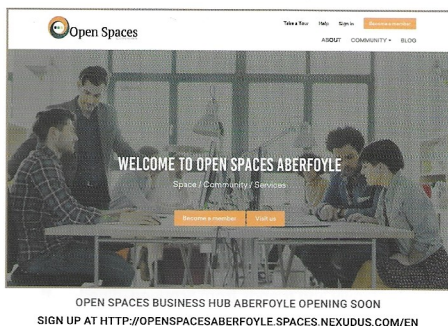 Open Spaces
Take a Tour Help Sign in Become a member
ABOUT COMMUNITY BLOG
WELCOME TO OPEN SPACES ABERFOYLE
Space / Community / Services
Become a member Visit us
OPEN SPACES BUSINESS HUB ABERFOYLE OPENING SOON
SIGN UP AT HTTP://OPENSPACESABERFOYLE.SPACES.NEXUDUS.COM/EN